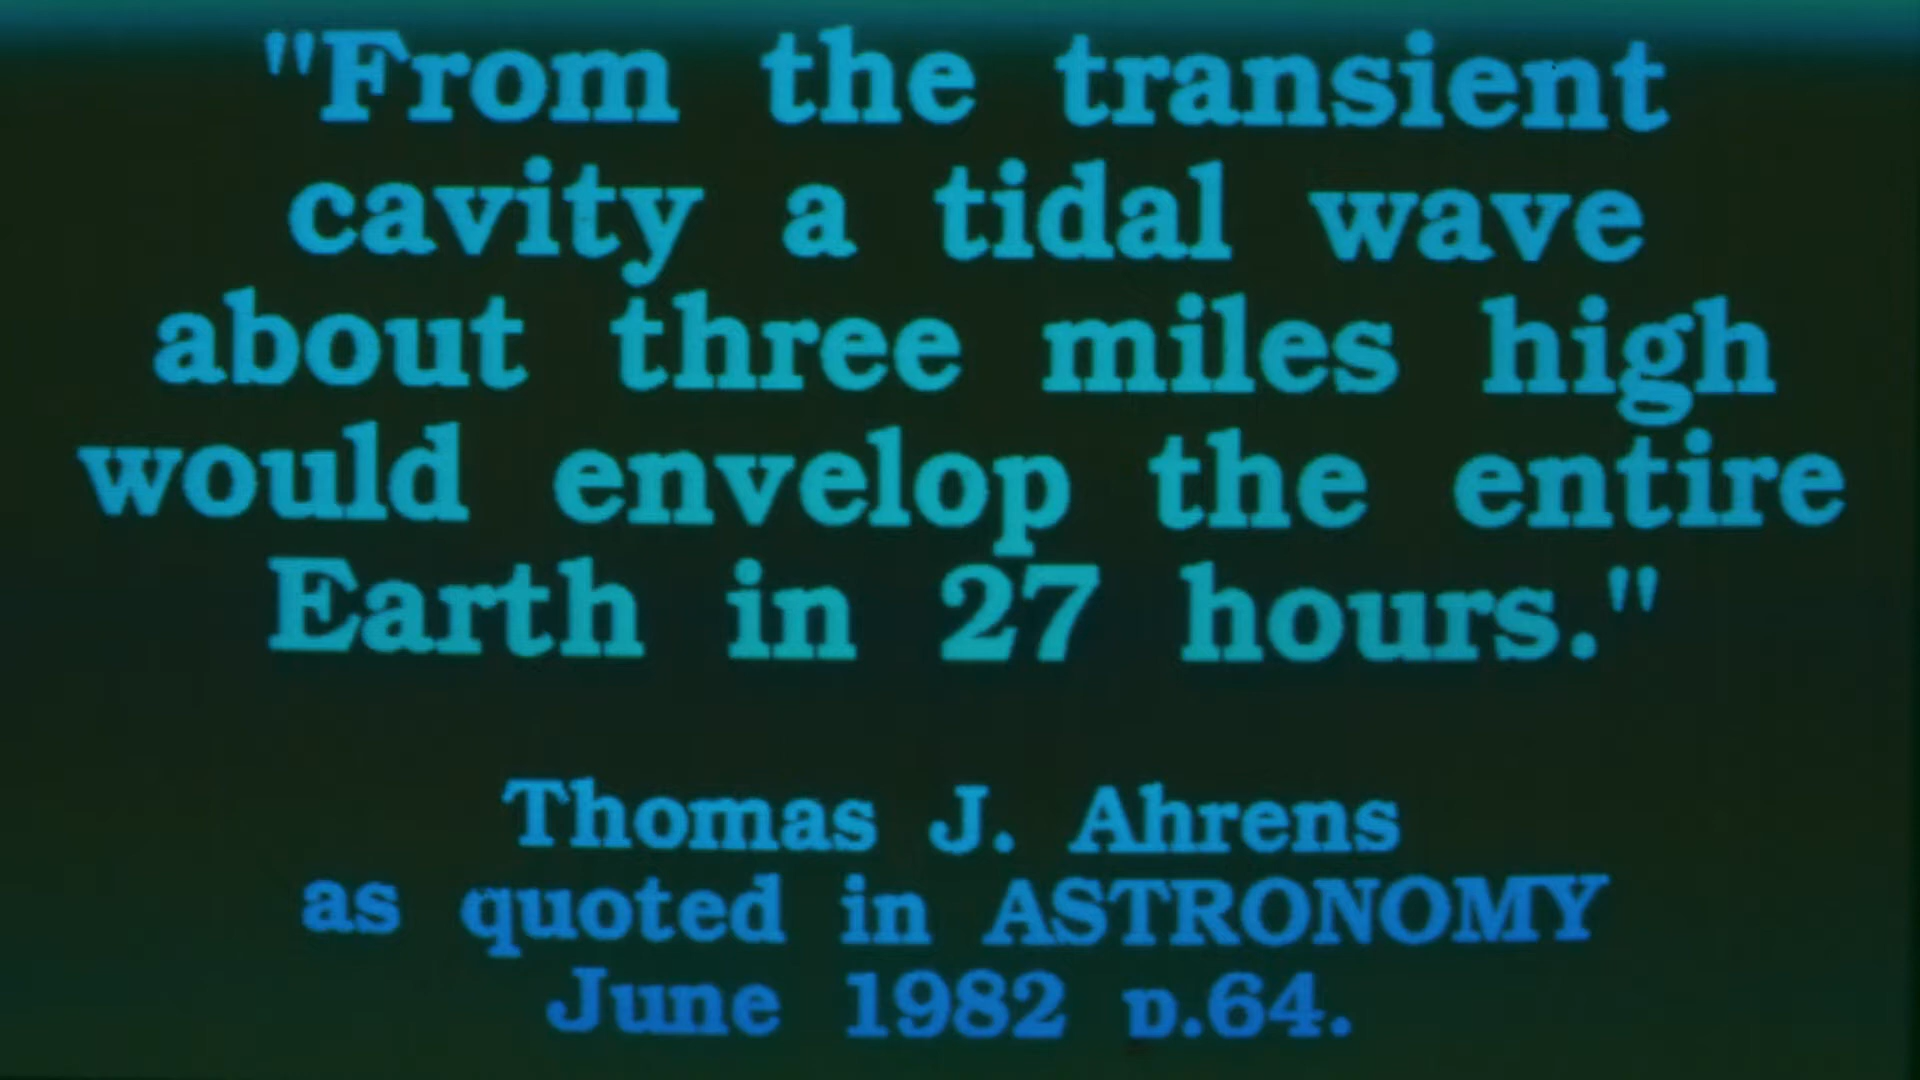 "From the transient
cavity a tidal wave
about three miles high
would envelop the entire
Earth in 27 hours."
Thomas J. Ahrens
as quoted in ASTRONOMY
June 1982 p.64.